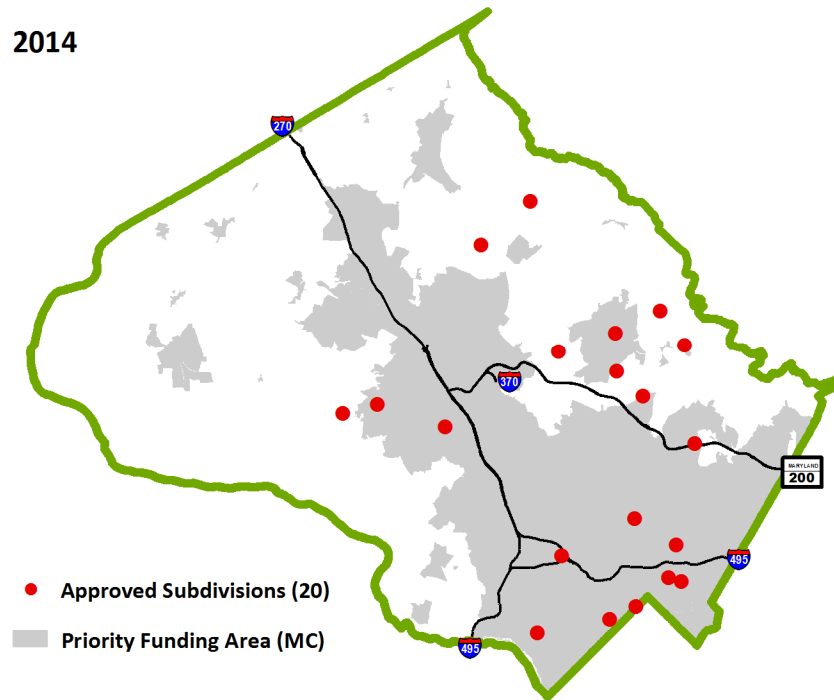 2014
270
370
MARYLAND
200
495
Approved Subdivisions (20)
Priority Funding Area (MC)
495